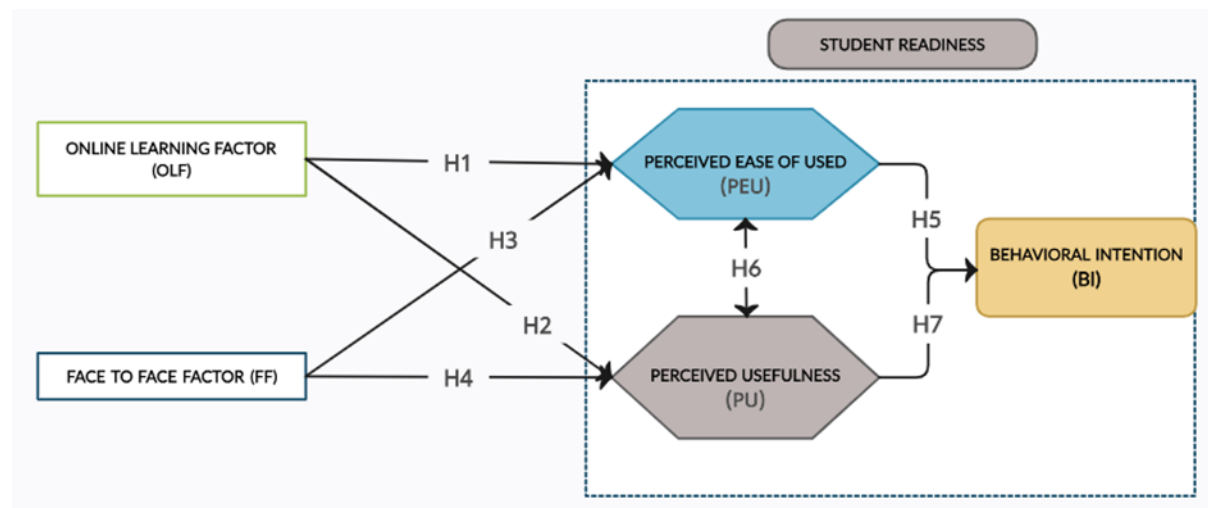 STUDENT READINESS
ONLINE LEARNING FACTOR
(OLF)
H1
PERCEIVED EASE OF USED
(PEU)
H3
H5
H6
BEHAVIORAL INTENTION
(BI)
H2
H7
FACE TO FACE FACTOR (FF)
H4
PERCEIVED USEFULNESS
(PU)